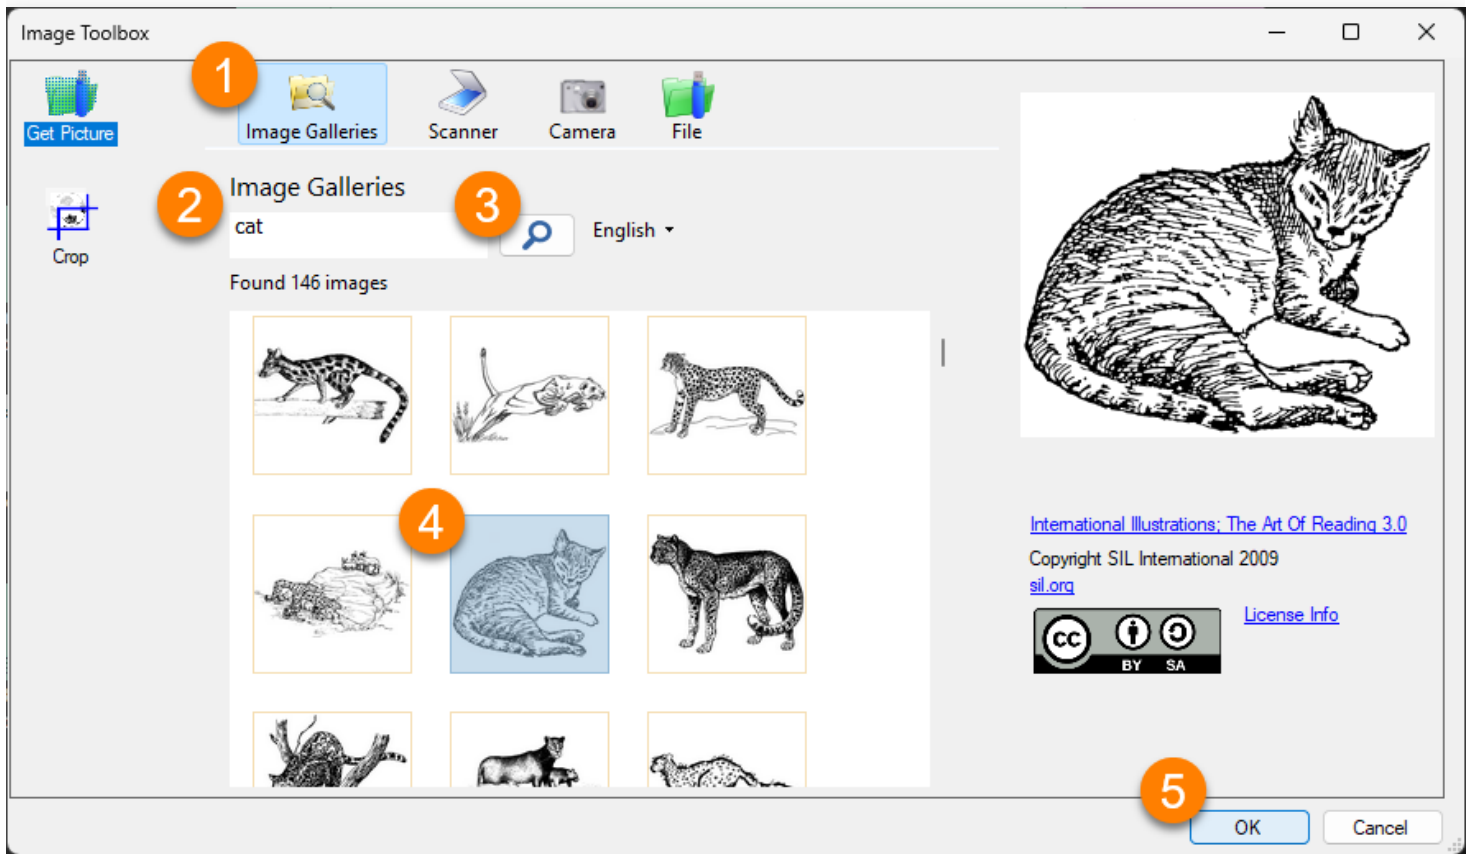 Image Toolbox
1
Get Picture
Image Galleries
Scanner
Camera
File
Crop
2
Image Galleries
3
cat
English
Found 146 images
4
International Illustrations; The Art Of Reading 3.0
Copyright SIL International 2009
sil.org
License Info
cc
BY SA
5
OK
Cancel